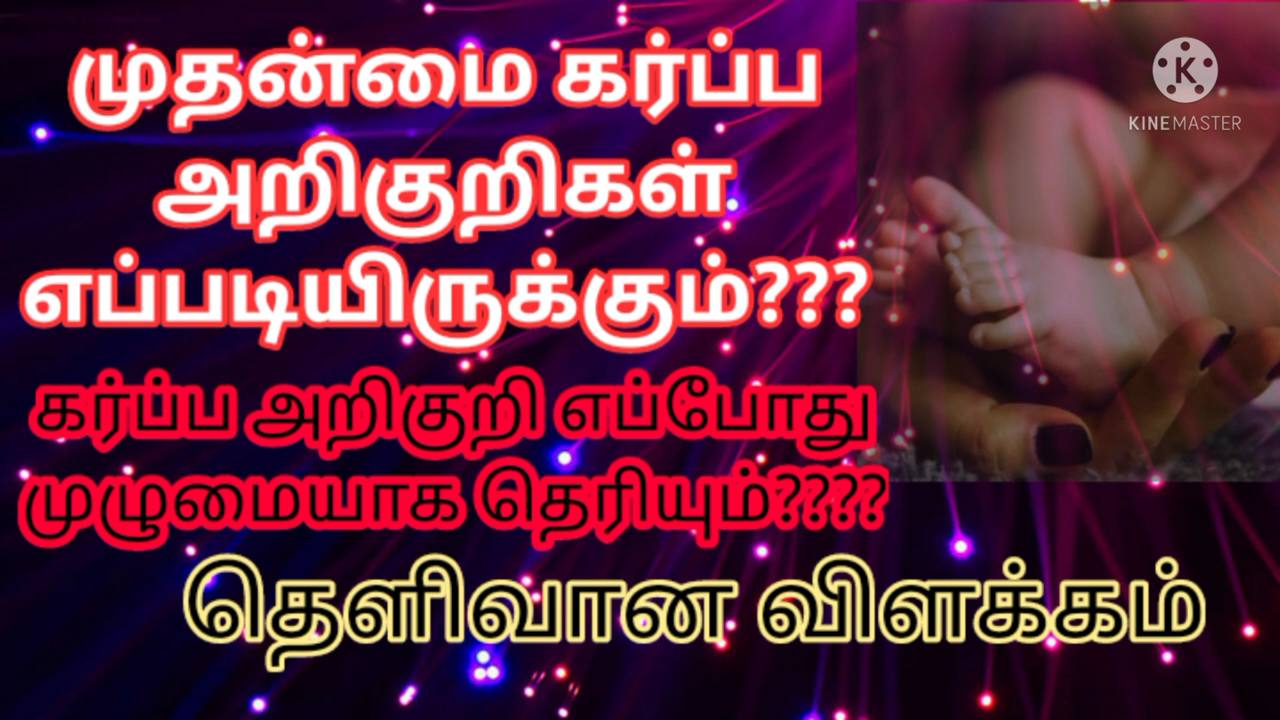 முதன்மை கர்ப்ப
அறிகுறிகள்
எப்படியிருக்கும்???
கர்ப்ப அறிகுறி எப்போது
முழுமையாக தெரியும்????
தெளிவான விளக்கம்
K
KINEMASTER